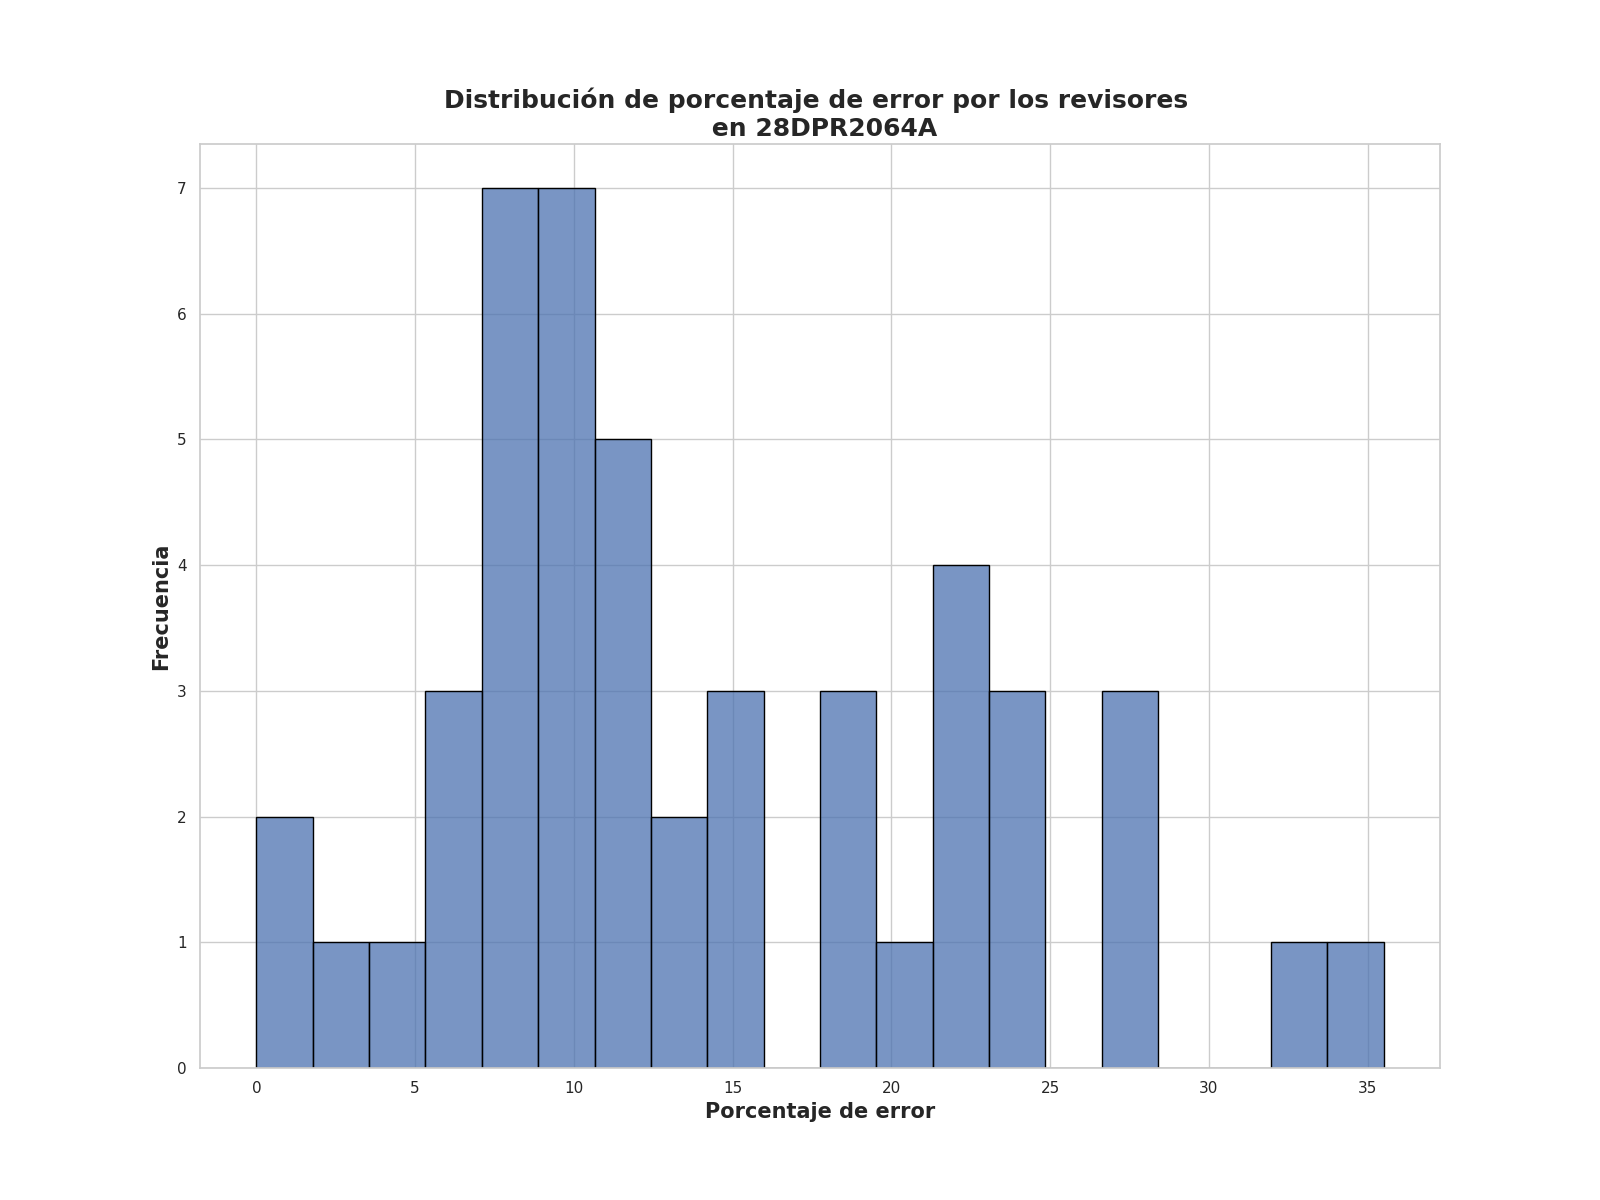 Distribución de porcentaje de error por los revisores
en 28DPR2064A
7
6
5
4
3
2
1
0
Frecuencia
0 5 10 15 20 25 30 35
Porcentaje de error